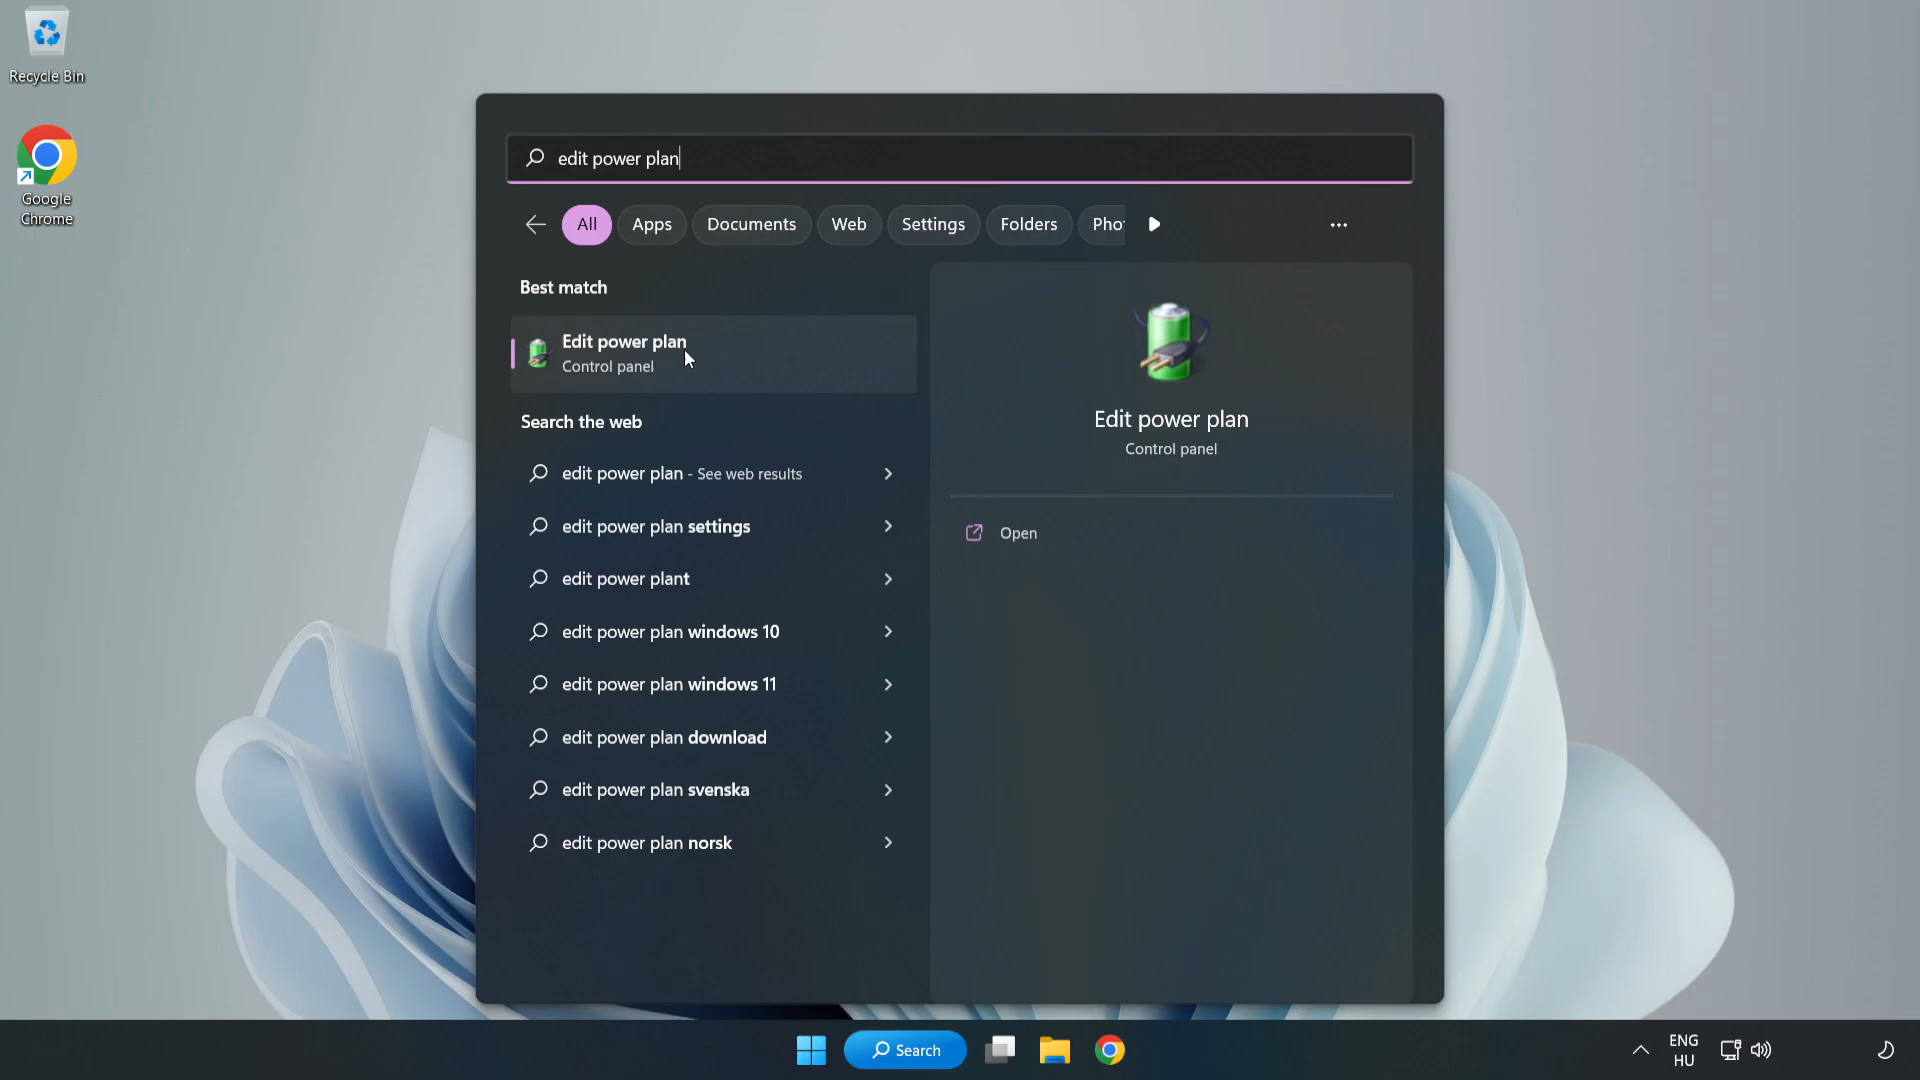 Recycle Bin
Google
Chrome
edit power plan
All Apps Documents Web Settings Folders Pho
Best match
Edit power plan
Control panel
Search the web
edit power plan - See web results
edit power plan settings
edit power plant
edit power plan windows 10
edit power plan windows 11
edit power plan download
edit power plan svenska
edit power plan norsk
Edit power plan
Control panel
Open
Search
ENG
HU